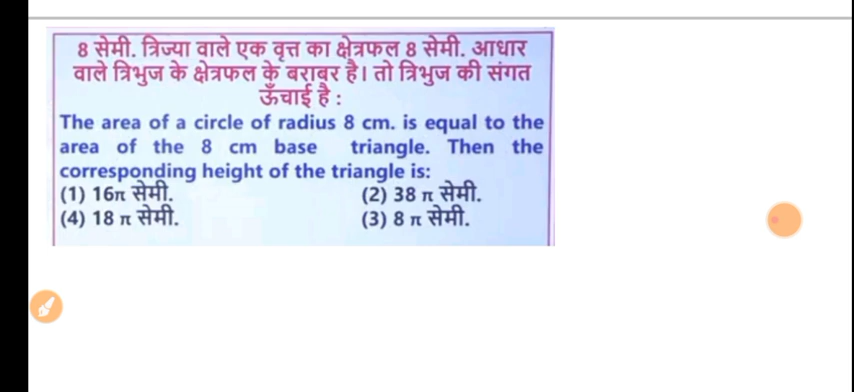 8 सेमी. त्रिज्या वाले एक वृत्त का क्षेत्रफल 8 सेमी. आधार
वाले त्रिभुज के क्षेत्रफल के बराबर है। तो त्रिभुज की संगत
ऊँचाई है :
The area of a circle of radius 8 cm. is equal to the
area of the 8 cm base triangle. Then the
corresponding height of the triangle is:
(1) 16π सेमी. (2) 38 π सेमी.
(4) 18 π सेमी. (3) 8 π सेमी.